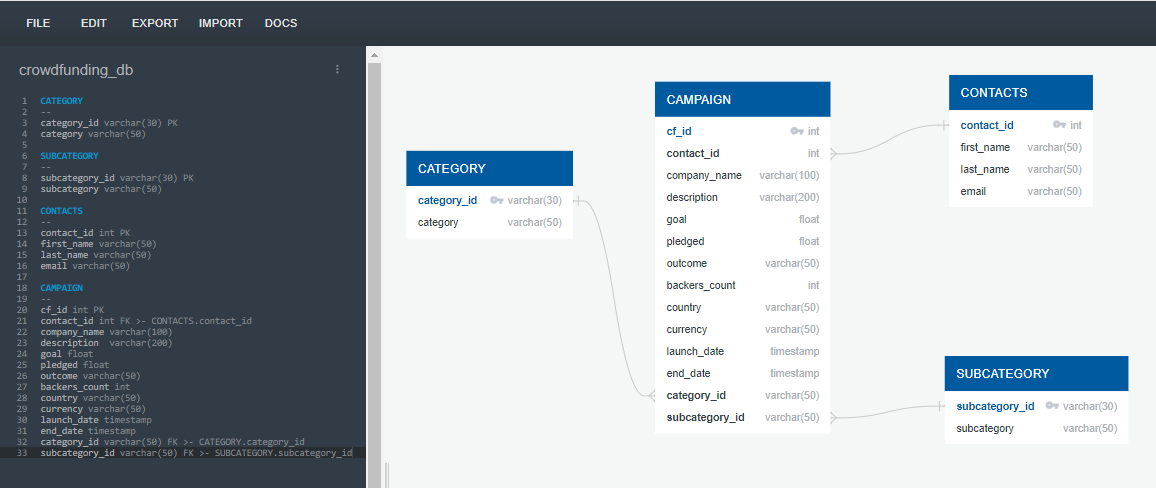 FILE EDIT EXPORT IMPORT DOCS
crowdfunding_db
1 CATEGORY
2 --
3 category_id varchar(30) PK
4 category varchar(50)
5
6 SUBCATEGORY
7 --
8 subcategory_id varchar(30) PK
9 subcategory varchar(50)
10
11 CONTACTS
12 --
13 contact_id int PK
14 first_name varchar(50)
15 last_name varchar(50)
16 email varchar(50)
17
18 CAMPAIGN
19 --
20 cf_id int PK
21 contact_id int FK >- CONTACTS.contact_id
22 company_name varchar(100)
23 description  varchar(200)
24 goal float
25 pledged float
26 outcome varchar(50)
27 backers_count int
28 country varchar(50)
29 currency varchar(50)
30 launch_date timestamp
31 end_date timestamp
32 category_id varchar(50) FK >- CATEGORY.category_id
33 subcategory_id varchar(50) FK >- SUBCATEGORY.subcategory_id
CATEGORY
category_id varchar(30)
category varchar(50)
CAMPAIGN
cf_id int
contact_id int
company_name varchar(100)
description varchar(200)
goal float
pledged float
outcome varchar(50)
backers_count int
country varchar(50)
currency varchar(50)
launch_date timestamp
end_date timestamp
category_id varchar(50)
subcategory_id varchar(50)
CONTACTS
contact_id int
first_name varchar(50)
last_name varchar(50)
email varchar(50)
SUBCATEGORY
subcategory_id varchar(30)
subcategory varchar(50)